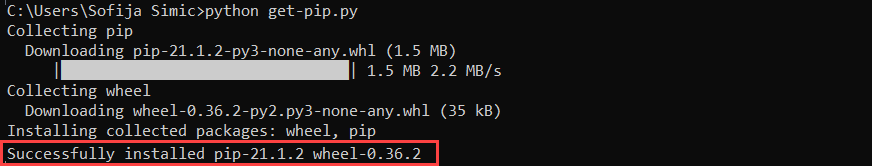 C:\Users\Sofija Simic>python get-pip.py
Collecting pip
Downloading pip-21.1.2-py3-none-any.whl (1.5 MB)
| | 1.5 MB 2.2 MB/s
Collecting wheel
Downloading wheel-0.36.2-py2.py3-none-any.whl (35 kB)
Installing collected packages: wheel, pip
Successfully installed pip-21.1.2 wheel-0.36.2